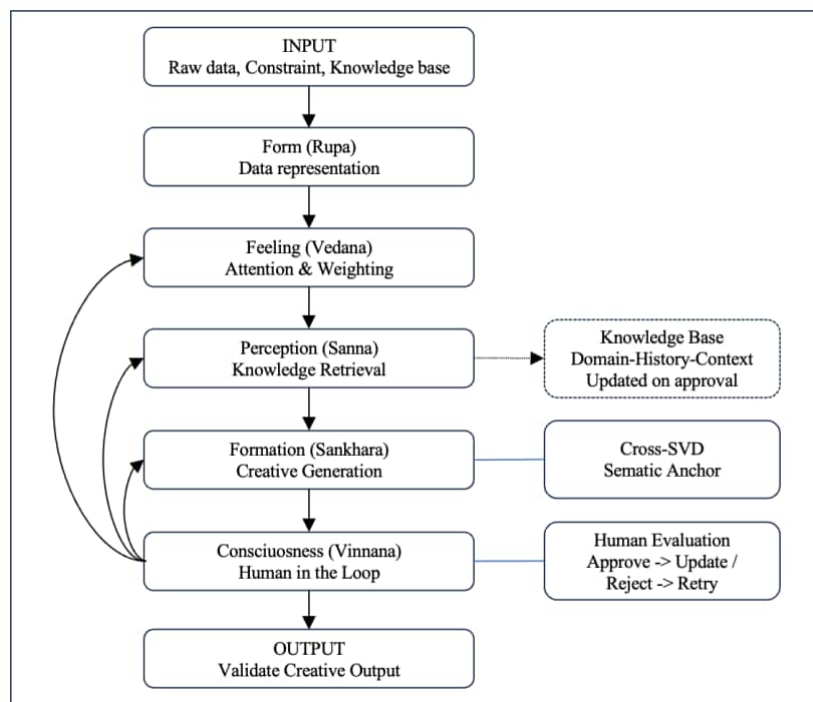 INPUT
Raw data, Constraint, Knowledge base
Form (Rupa)
Data representation
Feeling (Vedana)
Attention & Weighting
Perception (Sanna)
Knowledge Retrieval
Knowledge Base
Domain-History-Context
Updated on approval
Formation (Sankhara)
Creative Generation
Cross-SVD
Sematic Anchor
Consciuosness (Vinnana)
Human in the Loop
Human Evaluation
Approve -> Update /
Reject -> Retry
OUTPUT
Validate Creative Output